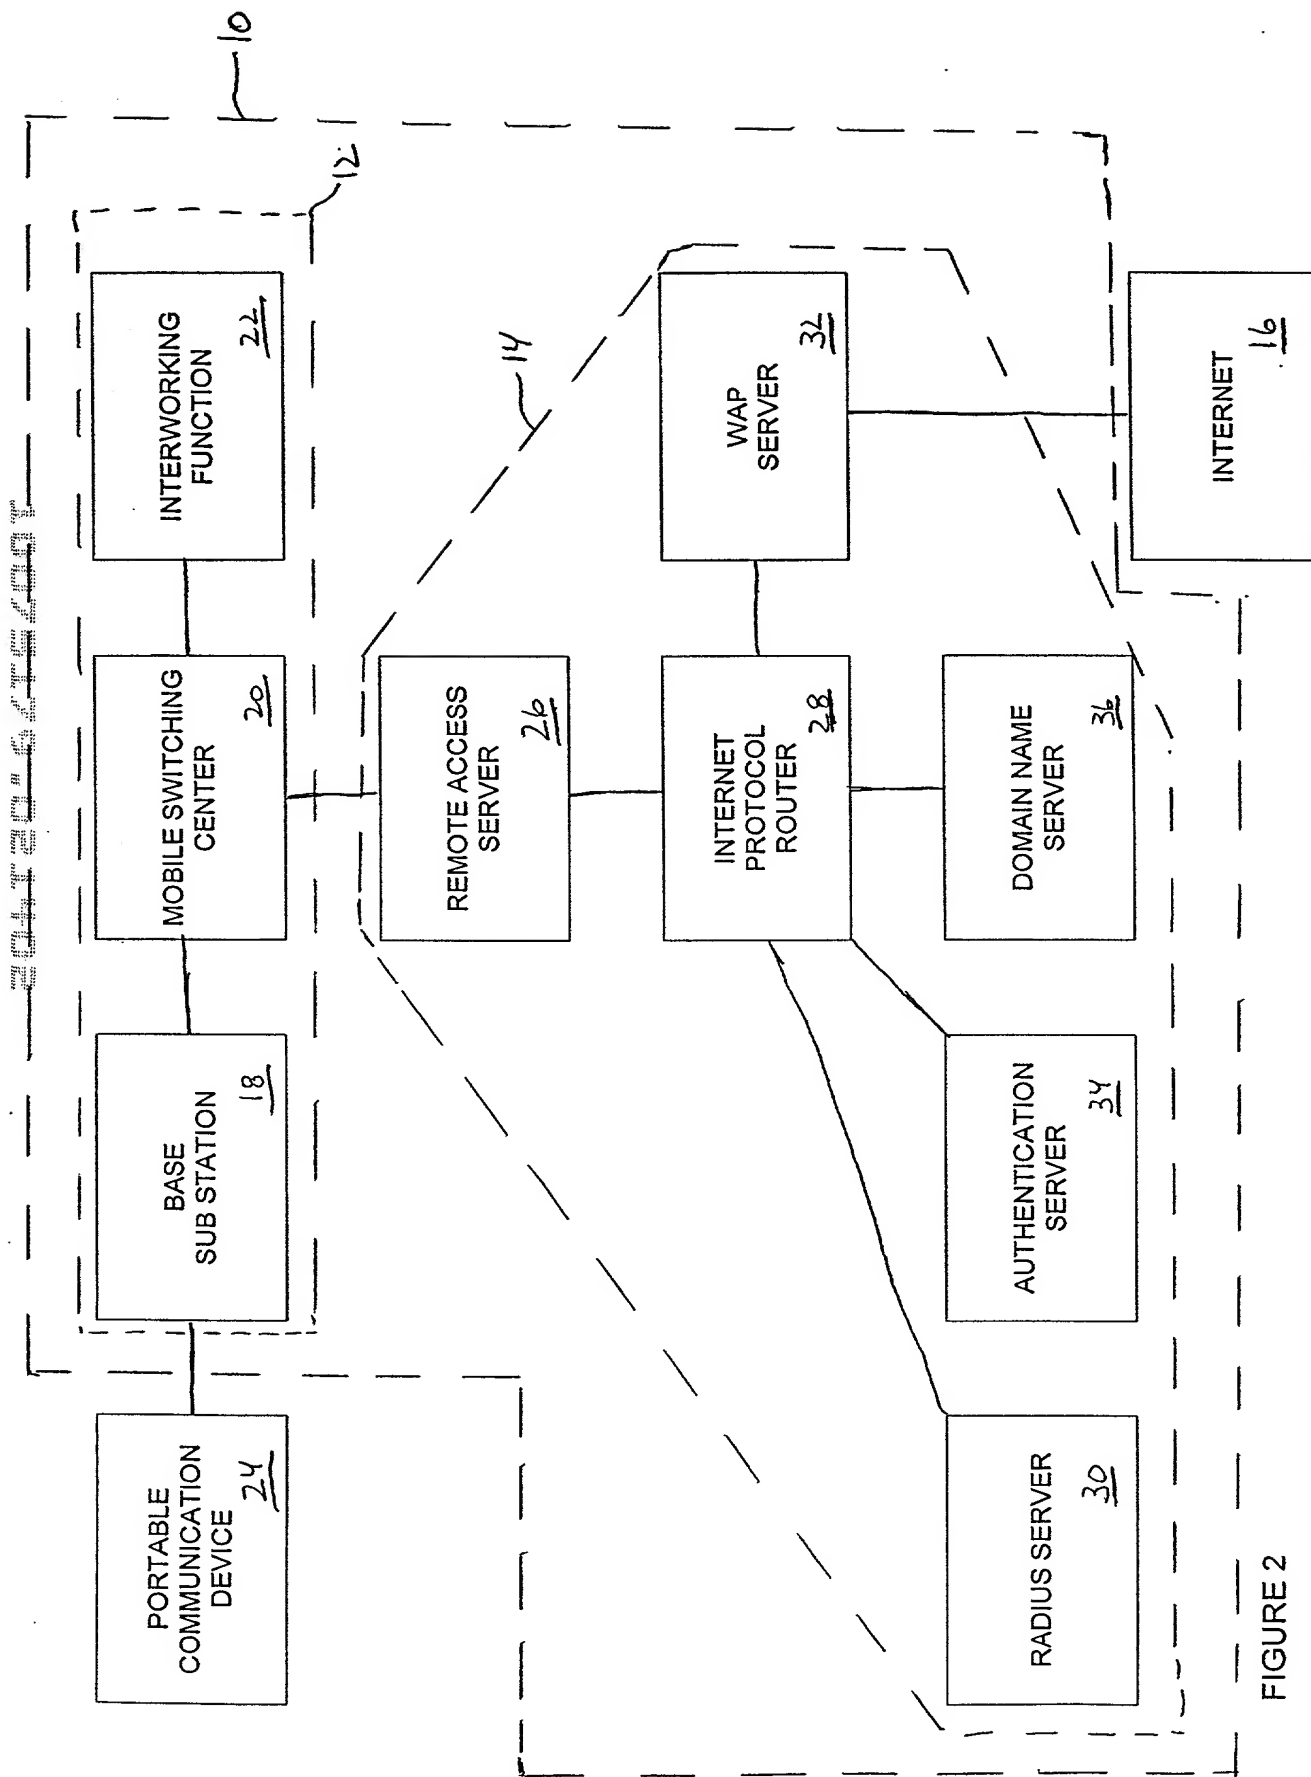 PORTABLE
COMMUNICATION
DEVICE
24
BASE
SUB STATION
18
MOBILE SWITCHING
CENTER
20
INTERWORKING
FUNCTION
22
10
12
14
REMOTE ACCESS
SERVER
26
INTERNET
PROTOCOL
ROUTER
28
WAP
SERVER
32
RADIUS SERVER
30
AUTHENTICATION
SERVER
34
DOMAIN NAME
SERVER
36
INTERNET
16
FIGURE 2